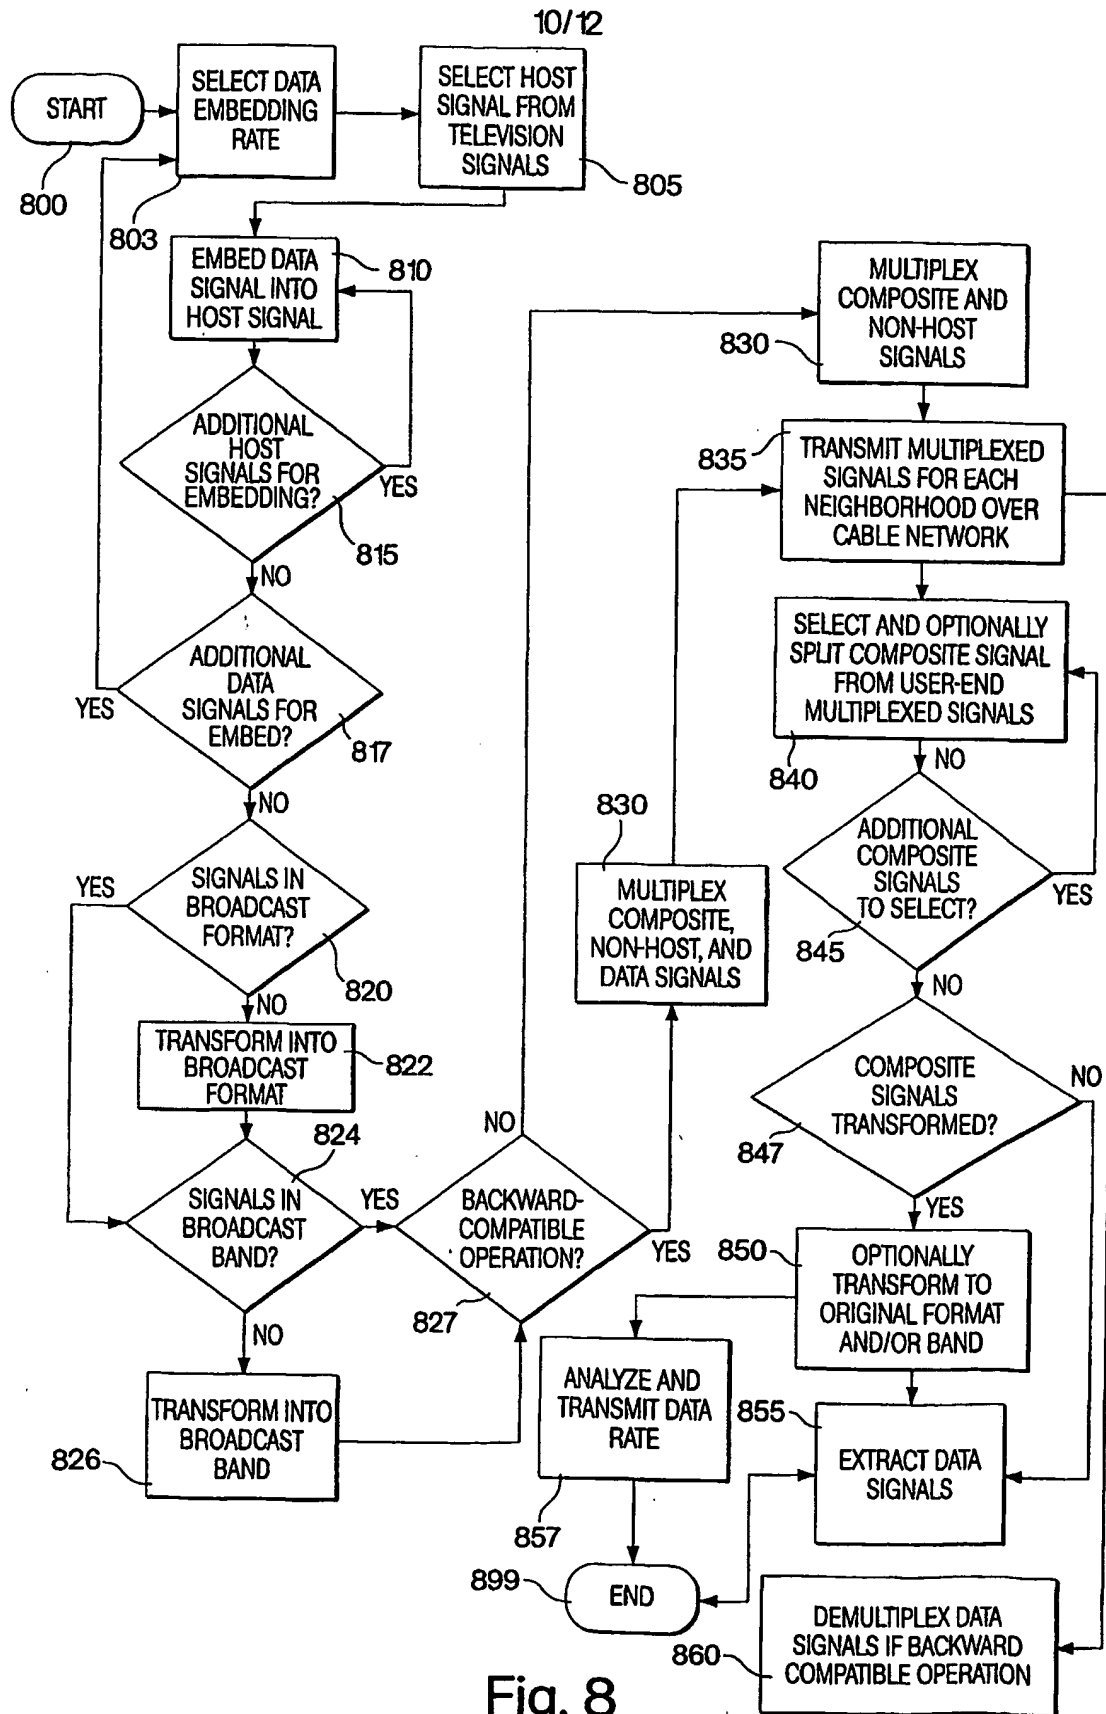 10/12
START
800
SELECT DATA
EMBEDDING
RATE
803
SELECT HOST
SIGNAL FROM
TELEVISION
SIGNALS
805
EMBED DATA
SIGNAL INTO
HOST SIGNAL
810
ADDITIONAL
HOST
SIGNALS FOR
EMBEDDING?
YES
815
NO
ADDITIONAL
DATA
SIGNALS FOR
EMBED?
YES
817
NO
SIGNALS IN
BROADCAST
FORMAT?
YES
820
NO
TRANSFORM INTO
BROADCAST
FORMAT
822
824
SIGNALS IN
BROADCAST
BAND?
YES
NO
TRANSFORM INTO
BROADCAST
BAND
826
NO
BACKWARD-
COMPATIBLE
OPERATION?
YES
827
830
MULTIPLEX
COMPOSITE,
NON-HOST, AND
DATA SIGNALS
MULTIPLEX
COMPOSITE AND
NON-HOST
SIGNALS
830
835
TRANSMIT MULTIPLEXED
SIGNALS FOR EACH
NEIGHBORHOOD OVER
CABLE NETWORK
SELECT AND OPTIONALLY
SPLIT COMPOSITE SIGNAL
FROM USER-END
MULTIPLEXED SIGNALS
840
NO
ADDITIONAL
COMPOSITE
SIGNALS
TO SELECT?
YES
845
NO
COMPOSITE
SIGNALS
TRANSFORMED?
NO
847
YES
850
OPTIONALLY
TRANSFORM TO
ORIGINAL FORMAT
AND/OR BAND
ANALYZE AND
TRANSMIT DATA
RATE
857
855
EXTRACT DATA
SIGNALS
899
END
DEMULTIPLEX DATA
SIGNALS IF BACKWARD
COMPATIBLE OPERATION
860
Fig. 8